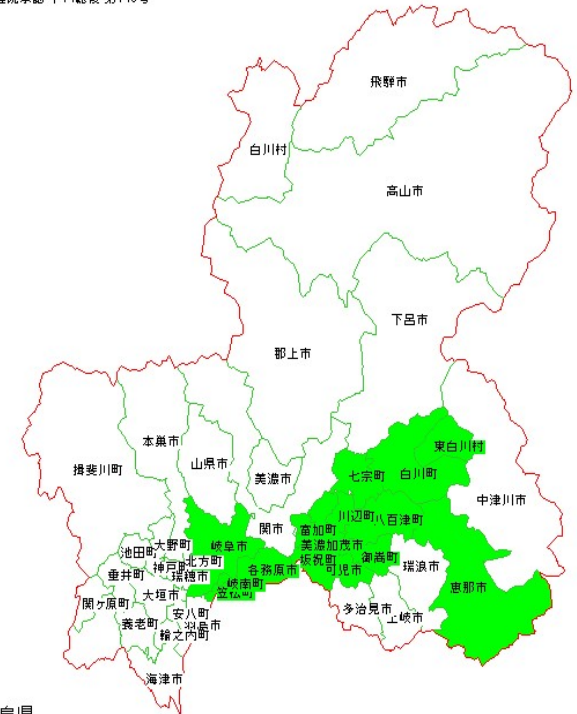 飛騨市
白川村
高山市
下呂市
郡上市
東白川村
本巣市
七宗町
白川町
揖斐川町
山県市
美濃市
中津川市
川辺町
八百津町
関市
富加町
大野町
岐阜市
美濃加茂市
池田町
北方町
坂祝町
御嵩町
神戸町
各務原市
可児市
瑞浪市
垂井町
瑞穂市
岐南町
恵那市
笠松町
大垣市
関ヶ原町
安八町
多治見市
土岐市
養老町
羽島市
輪之内町
海津市